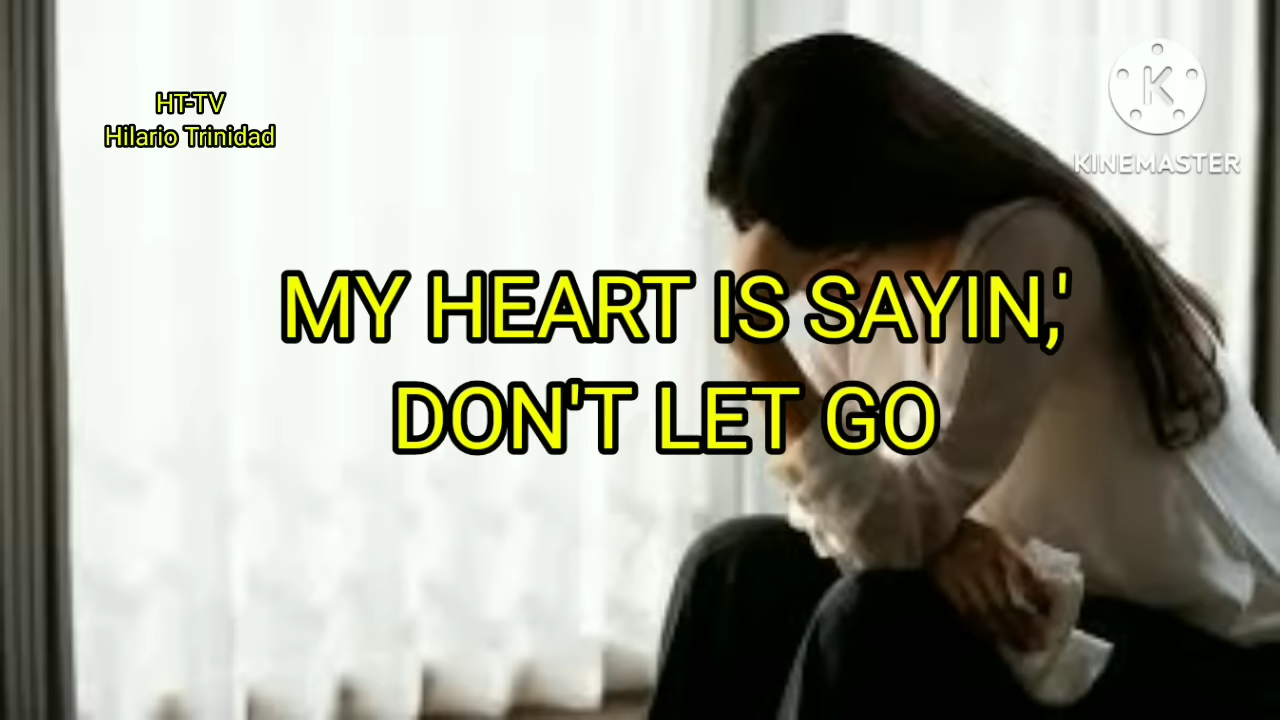 HT-TV
Hilario Trinidad
K
KINEMASTER
MY HEART IS SAYIN,'
DON'T LET GO